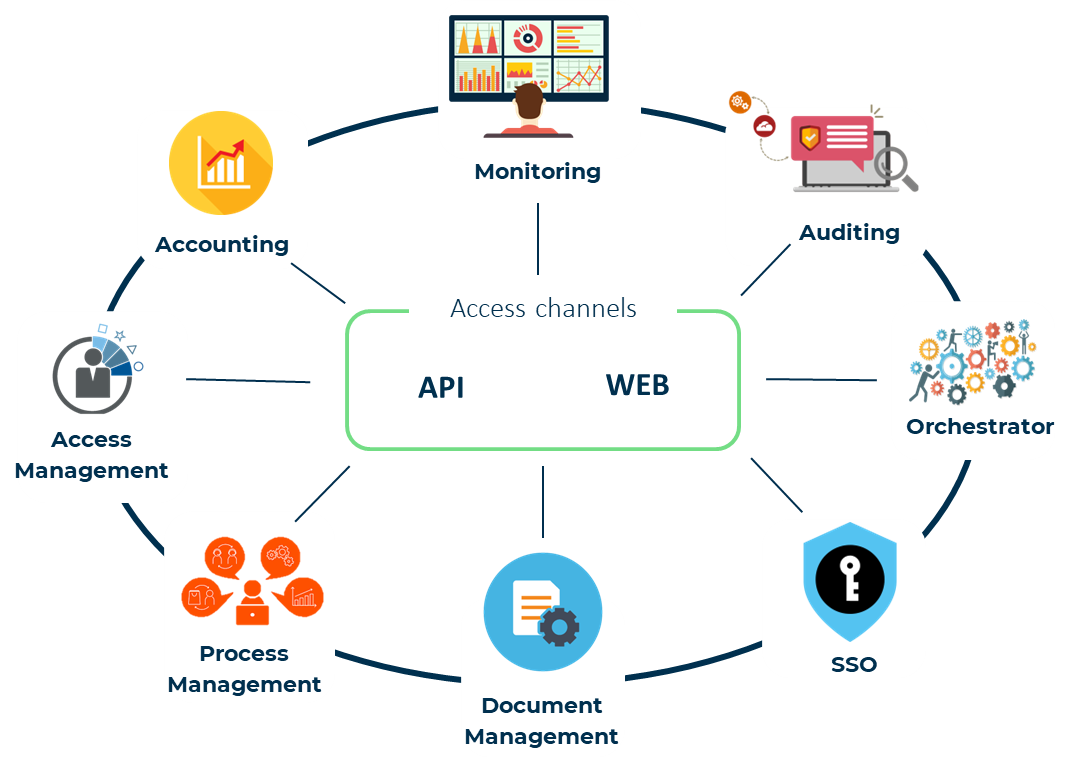 Monitoring
Auditing
Accounting
Access channels
API
WEB
Orchestrator
Access
Management
Process
Management
SSO
Document
Management